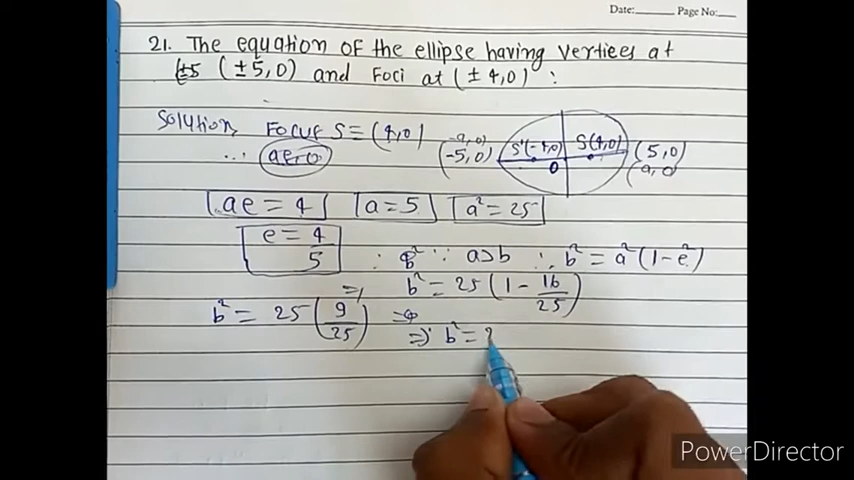 Date:______ Page No:___
21. The equation of the ellipse having vertices at
(±5 (±5,0) and Foci at (±4,0) :
Solution, Focus S = (4,0)
∴ (ae,0)
-a,0)
(-5,0) S'(-4,0) S(4,0) (5,0)
0 (a,0
ae = 4 a = 5 a² = 25
e = 4/5
∵ a>b ∴ b² = a²(1-e²)
b² = 25(1 - 16/25)
b² = 25(9/25)
⇒ b² =
PowerDirector